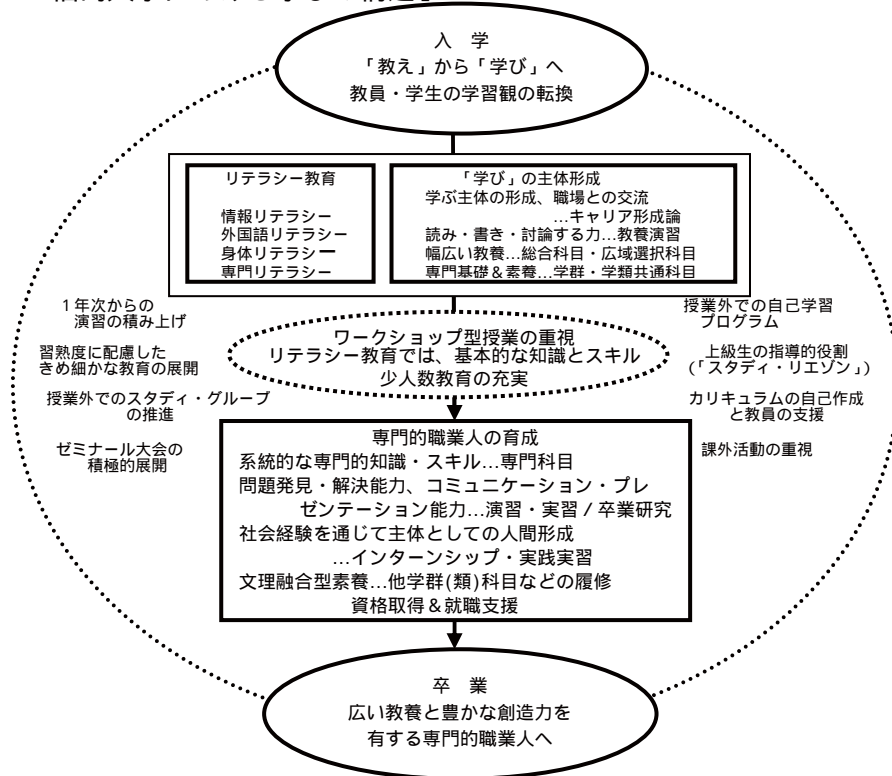 入　学
「教え」から「学び」へ
教員・学生の学習観の転換
リテラシー教育
情報リテラシー
外国語リテラシー
身体リテラシー
専門リテラシー
「学び」の主体形成
学ぶ主体の形成、職場との交流
…キャリア形成論
読み・書き・討論する力…教養演習
幅広い教養…総合科目・広域選択科目
専門基礎＆素養…学群・学類共通科目
1年次からの
演習の積み上げ
習熟度に配慮した
きめ細かな教育の展開
授業外でのスタディ・グループ
の推進
ゼミナール大会の
積極的展開
ワークショップ型授業の重視
リテラシー教育では、基本的な知識とスキル
少人数教育の充実
授業外での自己学習
プログラム
上級生の指導的役割
(「スタディ・リエゾン」)
カリキュラムの自己作成
と教員の支援
課外活動の重視
専門的職業人の育成
系統的な専門的知識・スキル…専門科目
問題発見・解決能力、コミュニケーション・プレ
ゼンテーション能力…演習・実習 / 卒業研究
社会経験を通じて主体としての人間形成
…インターンシップ・実践実習
文理融合型素養…他学群(類)科目などの履修
資格取得＆就職支援
卒　業
広い教養と豊かな創造力を
有する専門的職業人へ